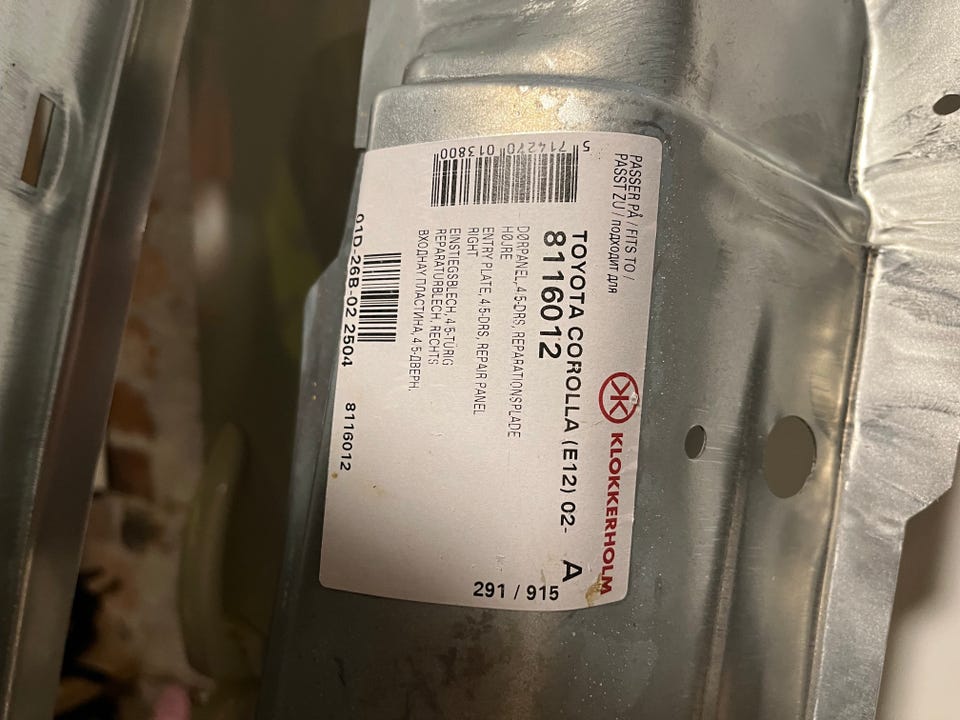 PASSER PÅ / FITS TO /
PASST ZU / подходит для
KLOKKERHOLM
TOYOTA COROLLA (E12) 02-
8116012
A
DØRPANEL, 4 5-DRS, REPARATIONSPLADE
HØJRE
ENTRY PLATE, 4 5-DRS, REPAIR PANEL
RIGHT
EINSTIEGSBLECH, 4 5-TÜRIG
REPARATURBLECH, RECHTS
ВХОДНАУ ПЛАСТИНА, 4 5-ДВЕРН.
5 714270 013800
291 / 915
01D-26B-02 2504
8116012